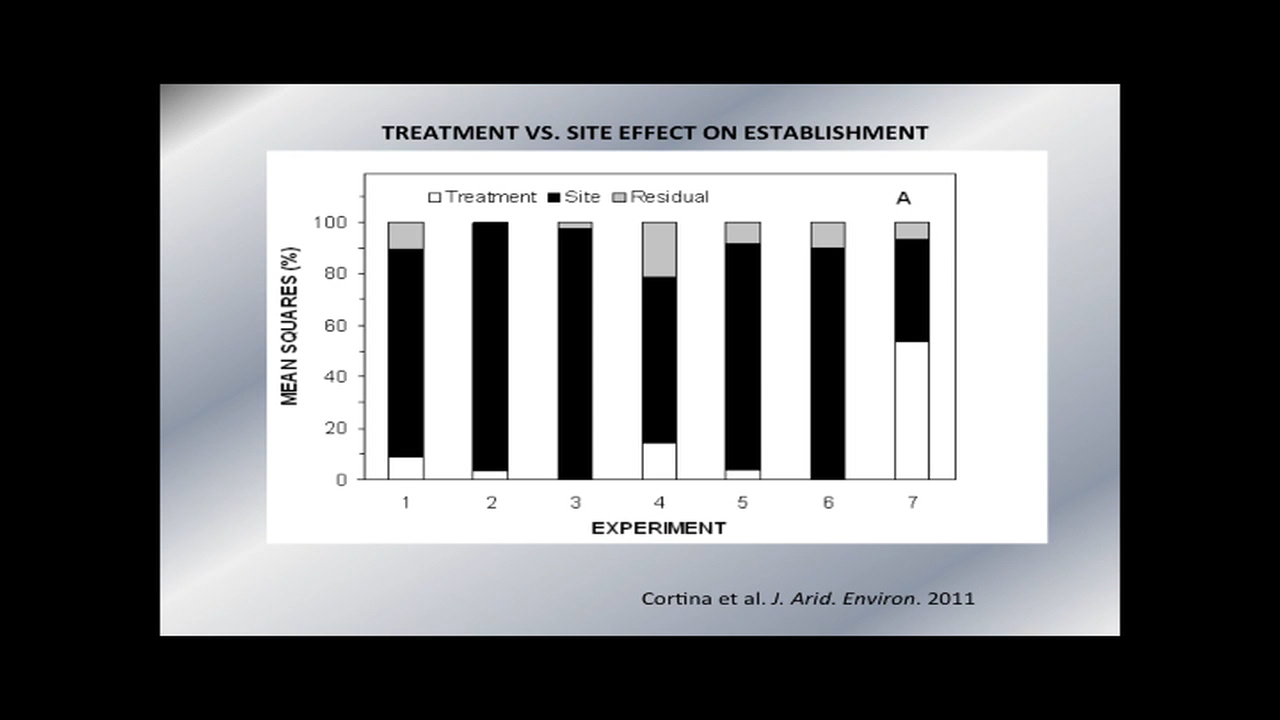 TREATMENT VS. SITE EFFECT ON ESTABLISHMENT
Treatment Site Residual
A
100
80
60
40
20
0
MEAN SQUARES (%)
1 2 3 4 5 6 7
EXPERIMENT
Cortina et al. J. Arid. Environ. 2011